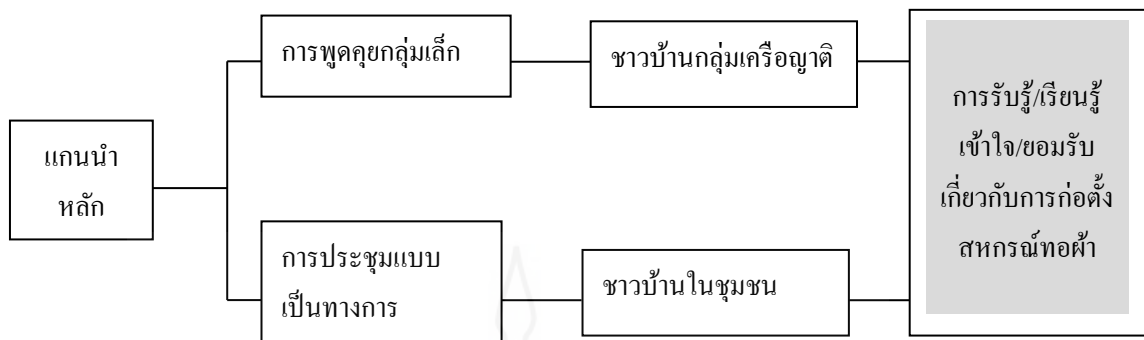 การพูดคุยกลุ่มเล็ก
ชาวบ้านกลุ่มเครือญาติ
แกนนำ
หลัก
การประชุมแบบ
เป็นทางการ
ชาวบ้านในชุมชน
การรับรู้/เรียนรู้
เข้าใจ/ยอมรับ
เกี่ยวกับการก่อตั้ง
สหกรณ์ทอผ้า